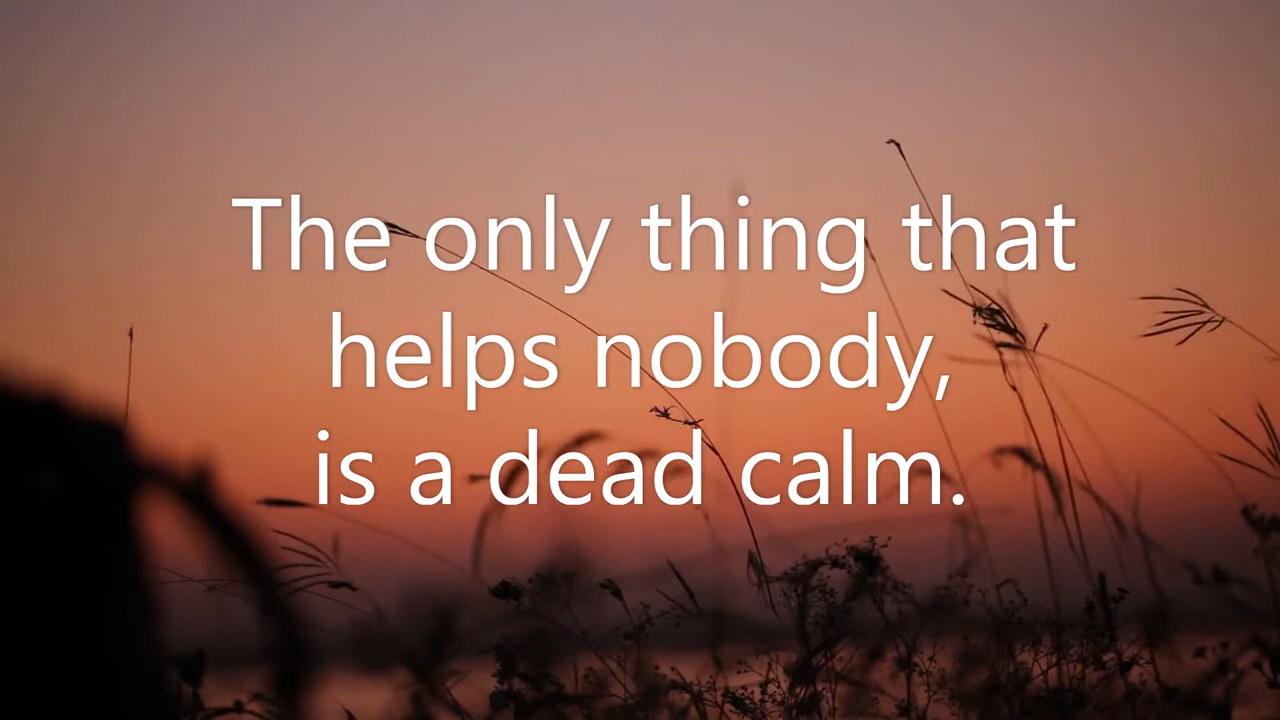 The only thing that
helps nobody,
is a dead calm.